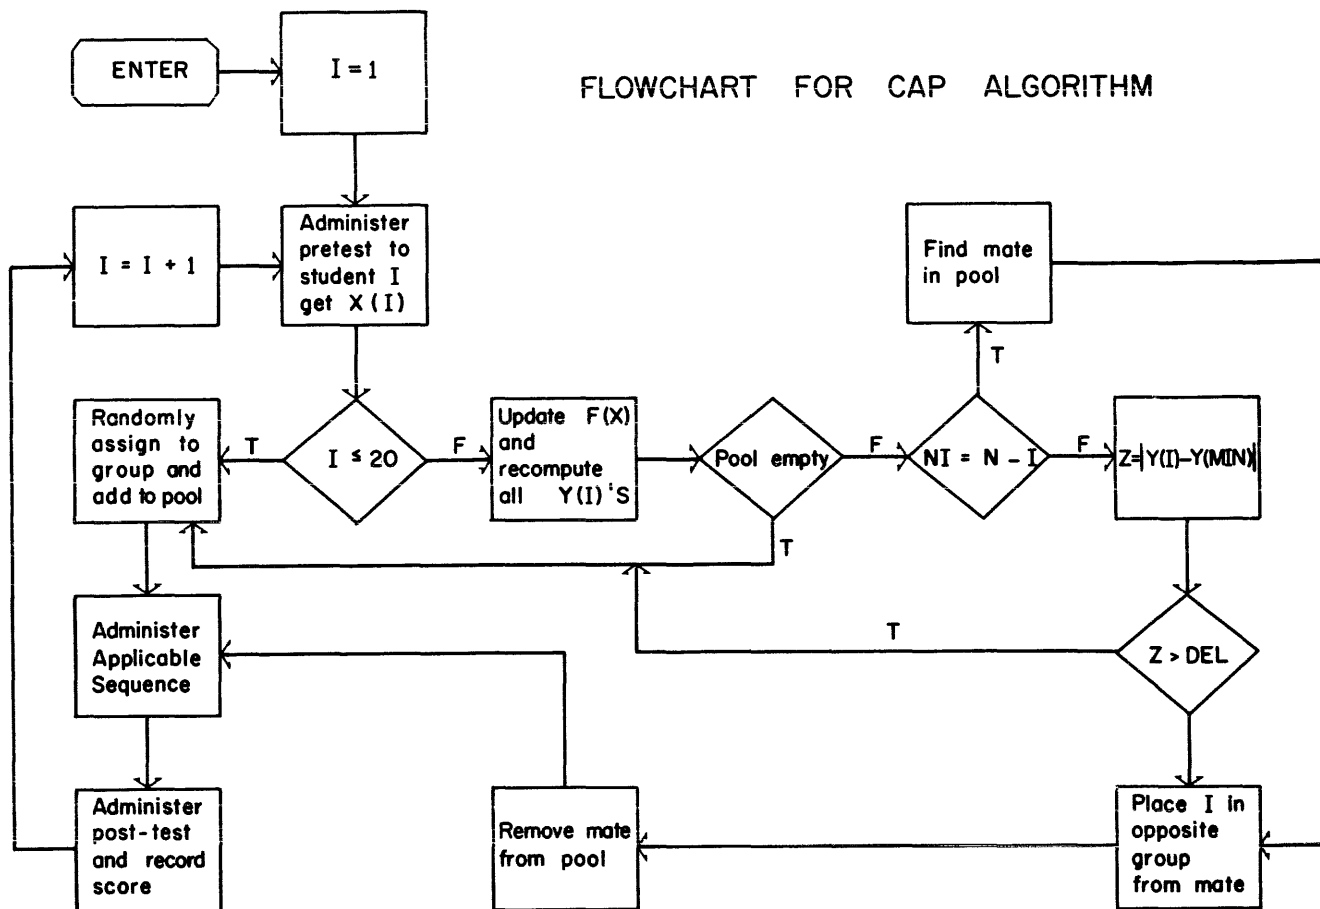 ENTER
I = 1
FLOWCHART FOR CAP ALGORITHM
I = I + 1
Administer
pretest to
student I
get X(I)
Find mate
in pool
T
Randomly
assign to
group and
add to pool
T
I ≤ 20
F
Update F(X)
and
recompute
all Y(I)'S
Pool empty
F
NI = N - I
F
Z=|Y(I)-Y(MIN)|
T
Administer
Applicable
Sequence
T
Z > DEL
Administer
post-test
and record
score
Remove mate
from pool
Place I in
opposite
group
from mate